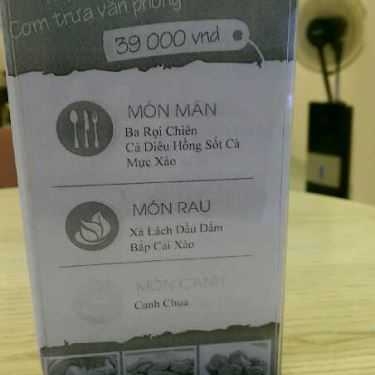 Cơm trưa văn phòng
39 000 vnd
MÓN MẶN
Ba Rọi Chiên
Cá Diêu Hồng Sốt Cà
Mực Xào
MÓN RAU
Xà Lách Dầu Dấm
Bắp Cải Xào
MÓN CANH
Canh Chua